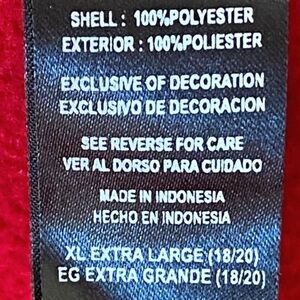 SHELL : 100%POLYESTER
EXTERIOR : 100%POLIESTER
EXCLUSIVE OF DECORATION
EXCLUSIVO DE DECORACION
SEE REVERSE FOR CARE
VER AL DORSO PARA CUIDADO
MADE IN INDONESIA
HECHO EN INDONESIA
XL EXTRA LARGE (18/20)
EG EXTRA GRANDE (18/20)